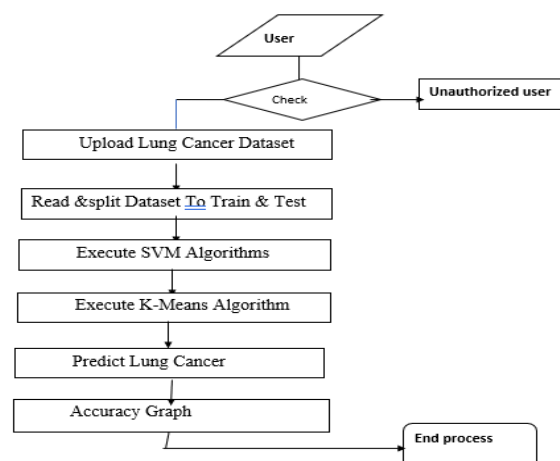 User
Check
Unauthorized user
Upload Lung Cancer Dataset
Read &split Dataset To Train & Test
Execute SVM Algorithms
Execute K-Means Algorithm
Predict Lung Cancer
Accuracy Graph
End process